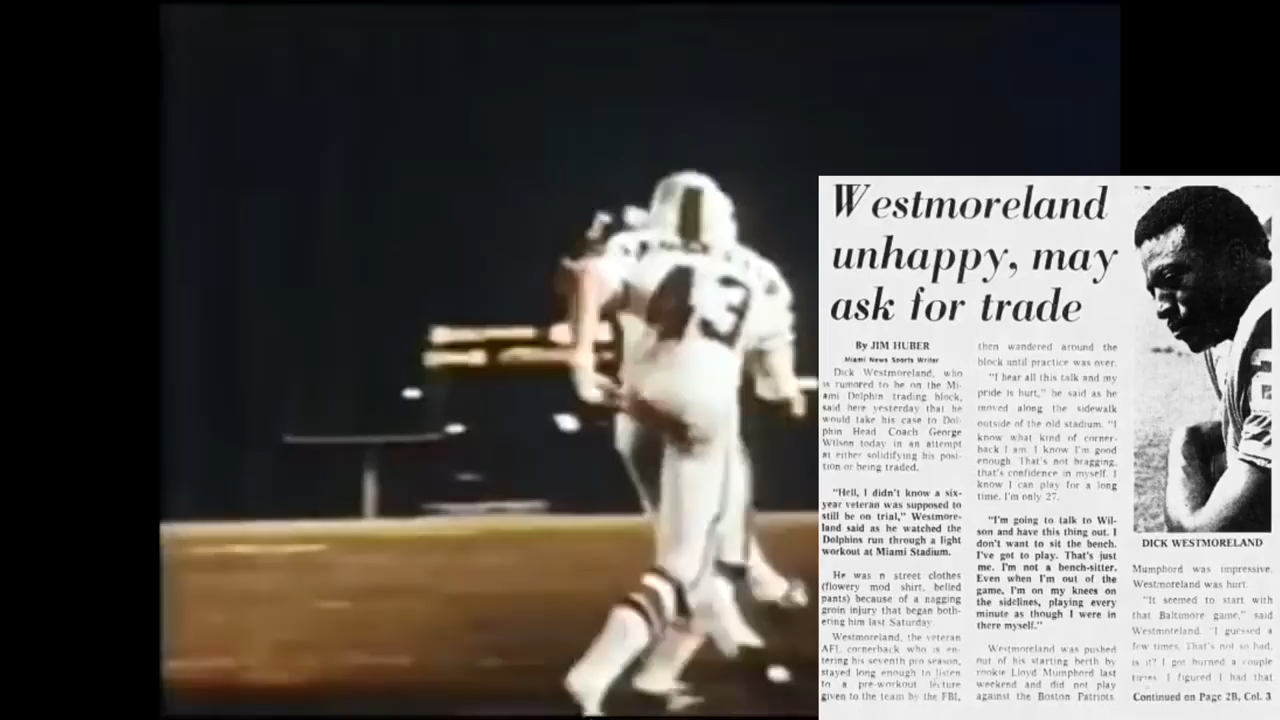 43
Westmoreland
unhappy, may
ask for trade
By JIM HUBER
Miami News Sports Writer
Dick Westmoreland, who
is rumored to be on the Mi-
ami Dolphin trading block,
said here yesterday that he
would take his case to Dol-
phin Head Coach George
Wilson today in an attempt
at either solidifying his posi-
tion or being traded.
"Hell, I didn't know a six-
year veteran was supposed to
still be on trial," Westmore-
land said as he watched the
Dolphins run through a light
workout at Miami Stadium.
He was n street clothes
(flowery mod shirt, belled
pants) because of a nagging
groin injury that began both-
ering him last Saturday.
Westmoreland, the veteran
AFL cornerback who is en-
tering his seventh pro season,
stayed long enough to listen
to a pre-workout lecture
given to the team by the FBI,
then wandered around the
block until practice was over.
"I hear all this talk and my
pride is hurt," he said as he
moved along the sidewalk
outside of the old stadium. "I
know what kind of corner-
back I am. I know I'm good
enough. That's not bragging,
that's confidence in myself. I
know I can play for a long
time. I'm only 27.
"I'm going to talk to Wil-
son and have this thing out. I
don't want to sit the bench.
I've got to play. That's just
me. I'm not a bench-sitter.
Even when I'm out of the
game, I'm on my knees on
the sidelines, playing every
minute as though I were in
there myself."
Westmoreland was pushed
out of his starting berth by
rookie Lloyd Mumphord last
weekend and did not play
against the Boston Patriots.
DICK WESTMORELAND
Mumphord was impressive.
Westmoreland was hurt.
"It seemed to start with
that Baltimore game," said
Westmoreland. "I guessed a
few times. That's not so bad,
is it? I got burned a couple
times. I figured I had that
Continued on Page 2B, Col. 3